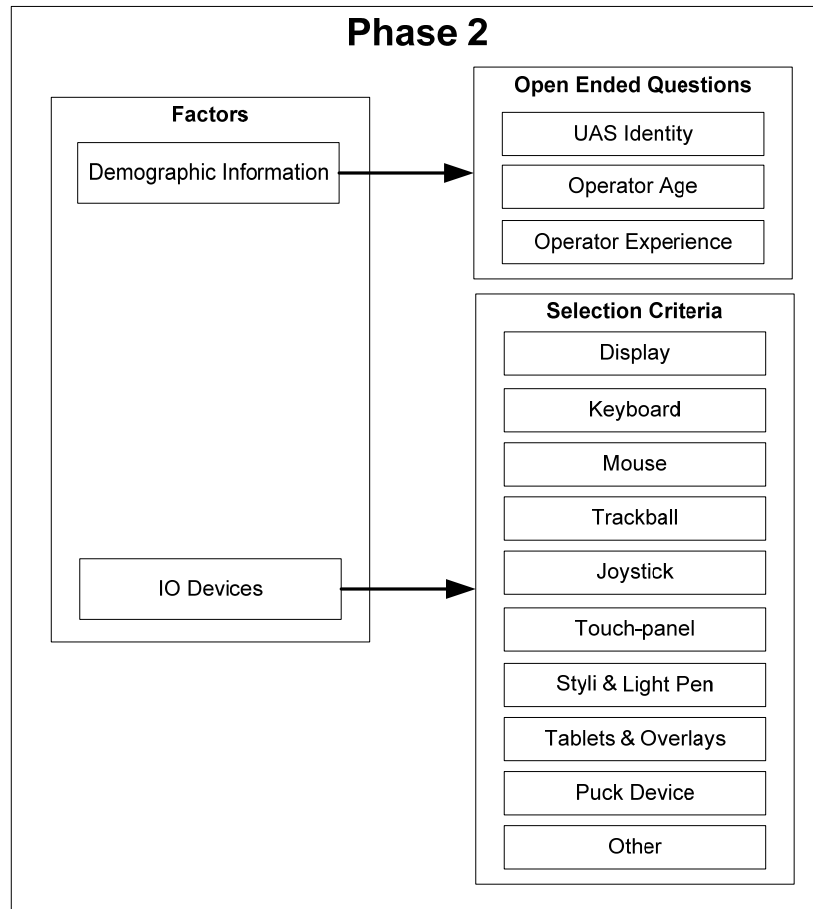 Phase 2
Factors
Demographic Information
IO Devices
Open Ended Questions
UAS Identity
Operator Age
Operator Experience
Selection Criteria
Display
Keyboard
Mouse
Trackball
Joystick
Touch-panel
Styli & Light Pen
Tablets & Overlays
Puck Device
Other